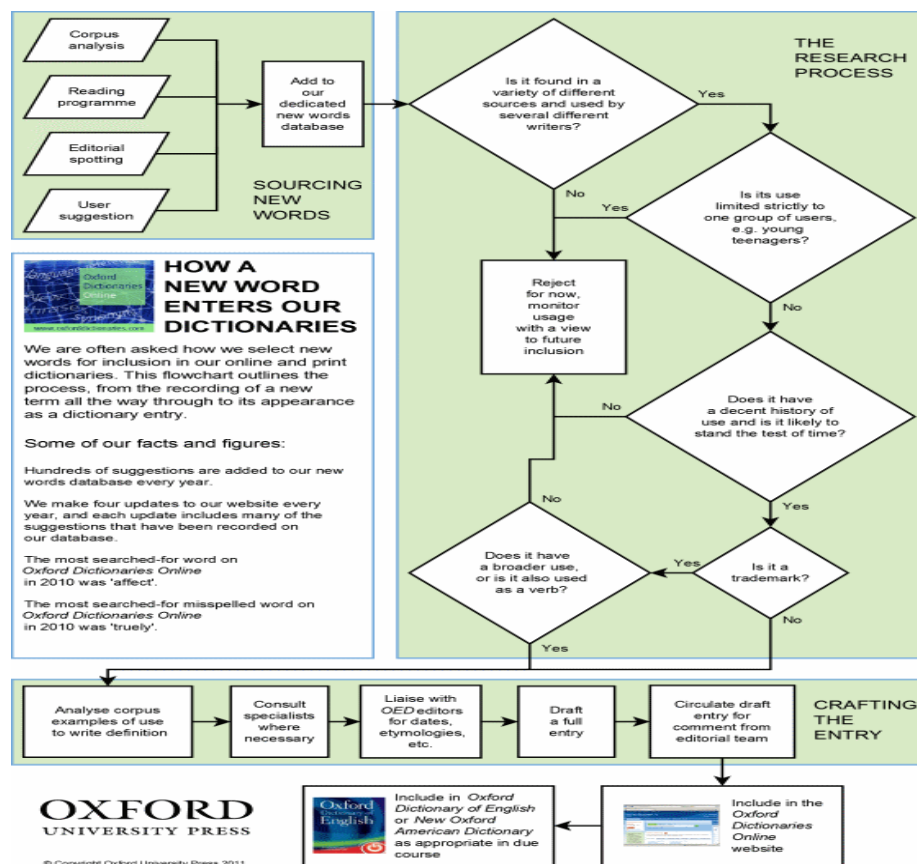 Corpus
analysis
Reading
programme
Editorial
spotting
User
suggestion
Add to
our
dedicated
new words
database
SOURCING
NEW
WORDS
THE
RESEARCH
PROCESS
Is it found in a
variety of different
sources and used by
several different
writers?
Yes
No
Is its use
limited strictly to
one group of users,
e.g. young
teenagers?
Yes
No
Reject
for now,
monitor
usage
with a view
to future
inclusion
Does it have
a decent history of
use and is it likely to
stand the test of time?
No
Yes
Is it a
trademark?
Yes
No
Does it have
a broader use,
or is it also used
as a verb?
No
Yes
Oxford
Dictionaries
Online
www.oxforddictionaries.com
HOW A
NEW WORD
ENTERS OUR
DICTIONARIES
We are often asked how we select new
words for inclusion in our online and print
dictionaries. This flowchart outlines the
process, from the recording of a new
term all the way through to its appearance
as a dictionary entry.
Some of our facts and figures:
Hundreds of suggestions are added to our new
words database every year.
We make four updates to our website every
year, and each update includes many of the
suggestions that have been recorded on
our database.
The most searched-for word on
Oxford Dictionaries Online
in 2010 was 'affect'.
The most searched-for misspelled word on
Oxford Dictionaries Online
in 2010 was 'truely'.
Analyse corpus
examples of use
to write definition
Consult
specialists
where
necessary
Liaise with
OED editors
for dates,
etymologies,
etc.
Draft
a full
entry
Circulate draft
entry for
comment from
editorial team
CRAFTING
THE
ENTRY
Include in the
Oxford
Dictionaries
Online
website
Oxford
Dictionary of
English
Include in Oxford
Dictionary of English
or New Oxford
American Dictionary
as appropriate in due
course
OXFORD
UNIVERSITY PRESS
© Copyright Oxford University Press 2011